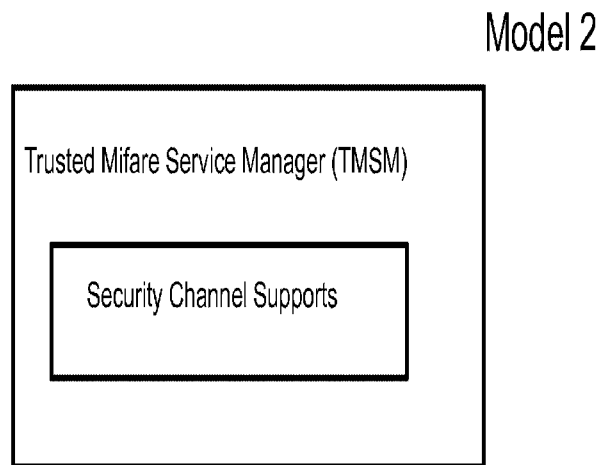 Model 2
Trusted Mifare Service Manager (TMSM)
Security Channel Supports